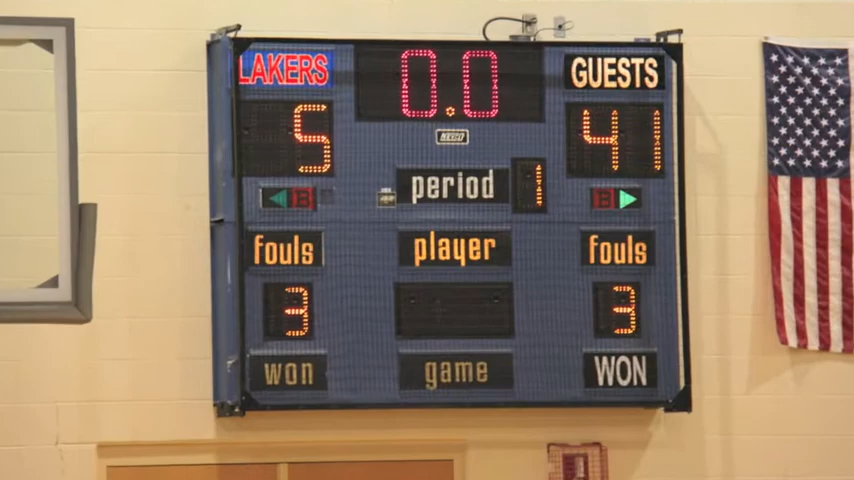 LAKERS 0.0 GUESTS
5 41
period 1
B B
fouls player fouls
3 3
won game WON